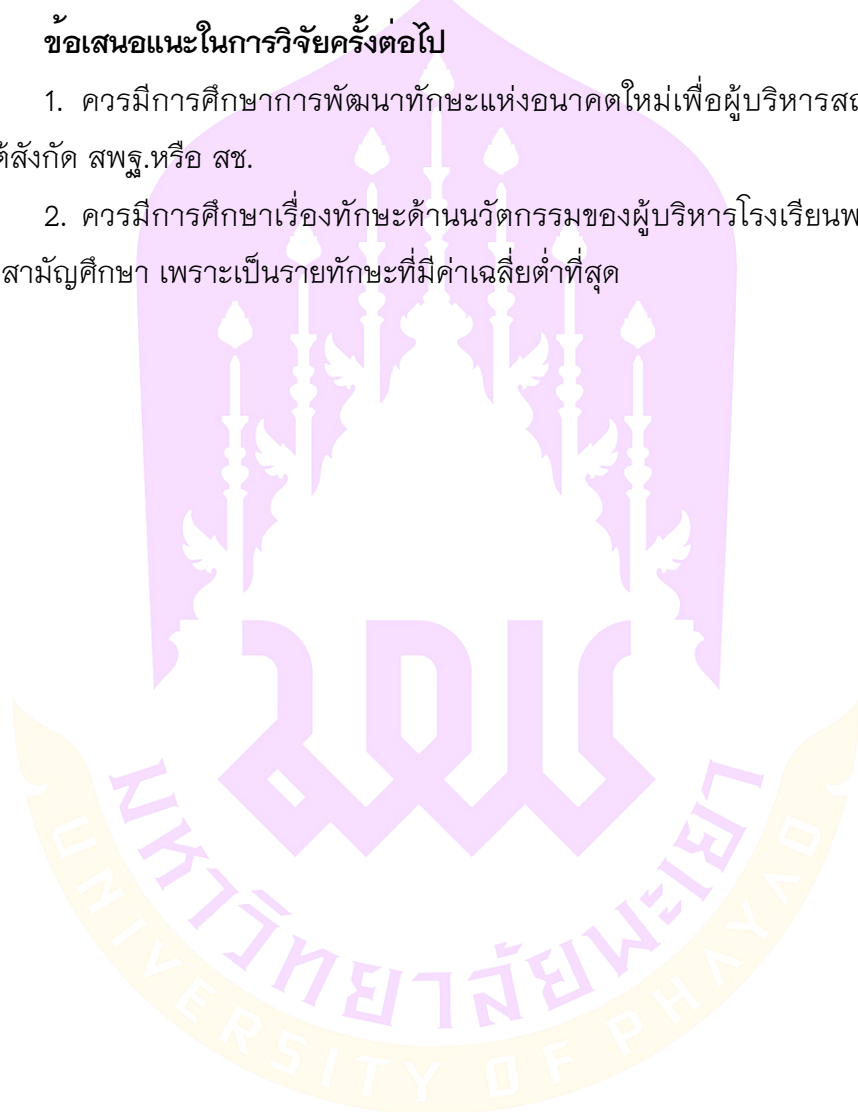 ข้อเสนอแนะในการวิจัยครั้งต่อไป
1. ควรมีการศึกษาการพัฒนาทักษะแห่งอนาคตใหม่เพื่อผู้บริหาร
สังกัด สพฐ.หรือ สช.
2. ควรมีการศึกษาเรื่องทักษะด้านนวัตกรรมของผู้บริหารโรงเรียน
สามัญศึกษา เพราะเป็นรายทักษะที่มีค่าเฉลี่ยต่ำที่สุด
มหาวิทยาลัยพะเยา
UNIVERSITY OF PHAYAO